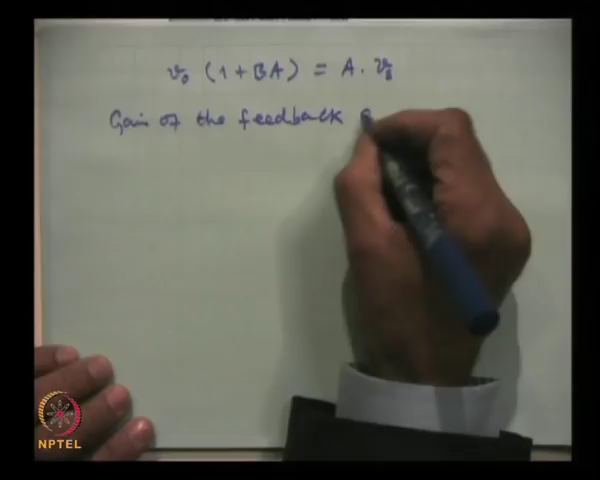 v₀ (1 + BA) = A · vₛ
Gain of the feedback
NPTEL